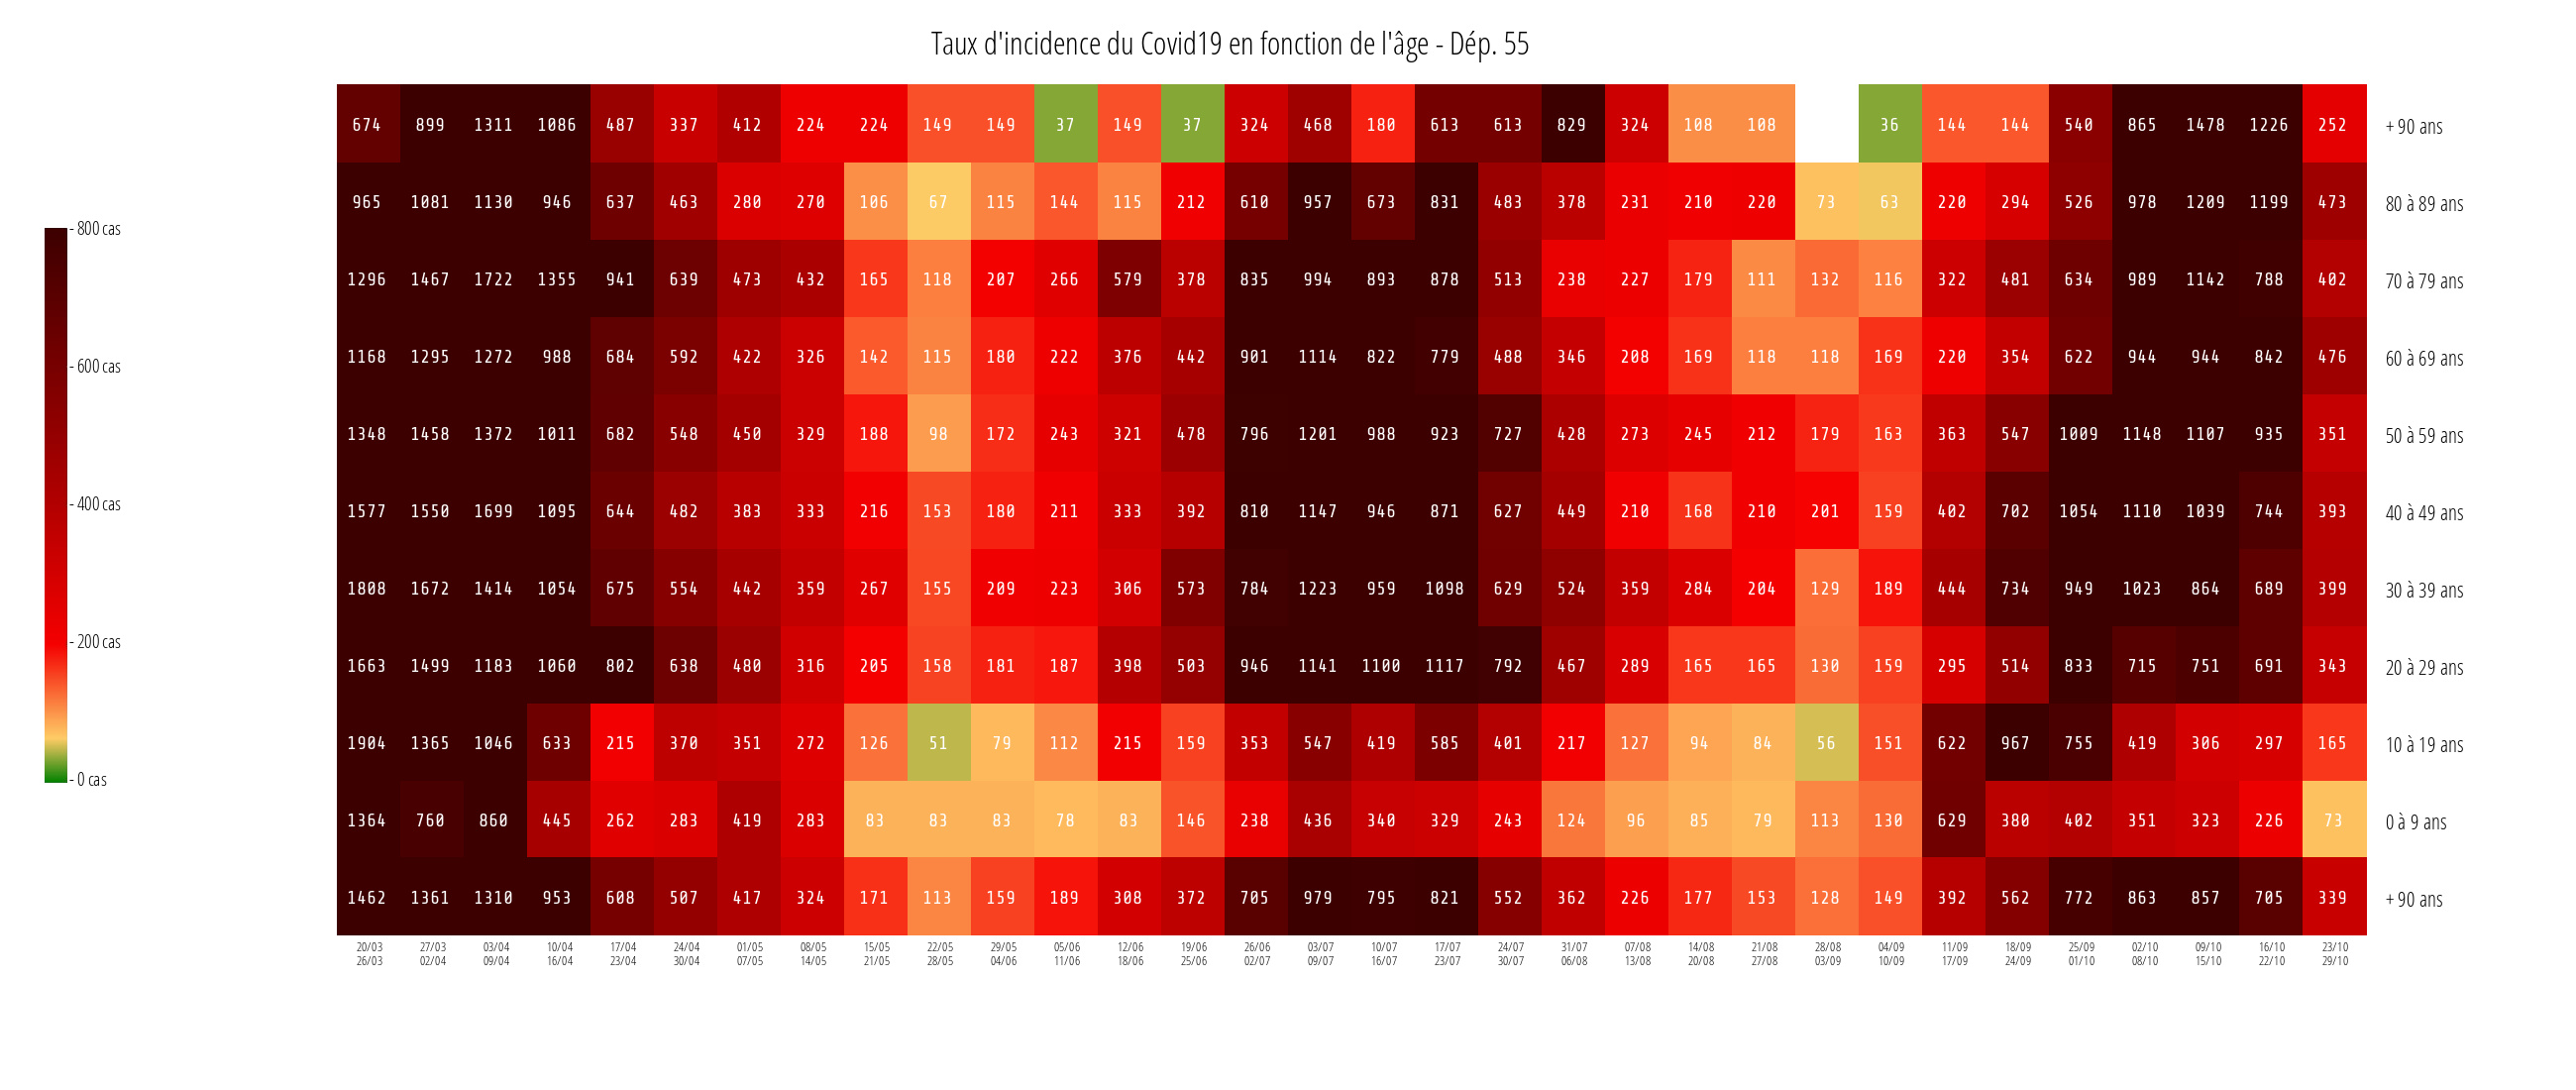 Taux d'incidence du Covid19 en fonction de l'âge - Dép. 55
- 800 cas
- 600 cas
- 400 cas
- 200 cas
- 0 cas
674 899 1311 1086 487 337 412 224 224 149 149 37 149 37 324 468 180 613 613 829 324 108 108 36 144 144 540 865 1478 1226 252 + 90 ans
965 1081 1130 946 637 463 280 270 106 67 115 144 115 212 610 957 673 831 483 378 231 210 220 73 63 220 294 526 978 1209 1199 473 80 à 89 ans
1296 1467 1722 1355 941 639 473 432 165 118 207 266 579 378 835 994 893 878 513 238 227 179 111 132 116 322 481 634 989 1142 788 402 70 à 79 ans
1168 1295 1272 988 684 592 422 326 142 115 180 222 376 442 901 1114 822 779 488 346 208 169 118 118 169 220 354 622 944 944 842 476 60 à 69 ans
1348 1458 1372 1011 682 548 450 329 188 98 172 243 321 478 796 1201 988 923 727 428 273 245 212 179 163 363 547 1009 1148 1107 935 351 50 à 59 ans
1577 1550 1699 1095 644 482 383 333 216 153 180 211 333 392 810 1147 946 871 627 449 210 168 210 201 159 402 702 1054 1110 1039 744 393 40 à 49 ans
1808 1672 1414 1054 675 554 442 359 267 155 209 223 306 573 784 1223 959 1098 629 524 359 284 204 129 189 444 734 949 1023 864 689 399 30 à 39 ans
1663 1499 1183 1060 802 638 480 316 205 158 181 187 398 503 946 1141 1100 1117 792 467 289 165 165 130 159 295 514 833 715 751 691 343 20 à 29 ans
1904 1365 1046 633 215 370 351 272 126 51 79 112 215 159 353 547 419 585 401 217 127 94 84 56 151 622 967 755 419 306 297 165 10 à 19 ans
1364 760 860 445 262 283 419 283 83 83 83 78 83 146 238 436 340 329 243 124 96 85 79 113 130 629 380 402 351 323 226 73 0 à 9 ans
1462 1361 1310 953 608 507 417 324 171 113 159 189 308 372 705 979 795 821 552 362 226 177 153 128 149 392 562 772 863 857 705 339 + 90 ans
20/03 27/03 03/04 10/04 17/04 24/04 01/05 08/05 15/05 22/05 29/05 05/06 12/06 19/06 26/06 03/07 10/07 17/07 24/07 31/07 07/08 14/08 21/08 28/08 04/09 11/09 18/09 25/09 02/10 09/10 16/10 23/10
26/03 02/04 09/04 16/04 23/04 30/04 07/05 14/05 21/05 28/05 04/06 11/06 18/06 25/06 02/07 09/07 16/07 23/07 30/07 06/08 13/08 20/08 27/08 03/09 10/09 17/09 24/09 01/10 08/10 15/10 22/10 29/10